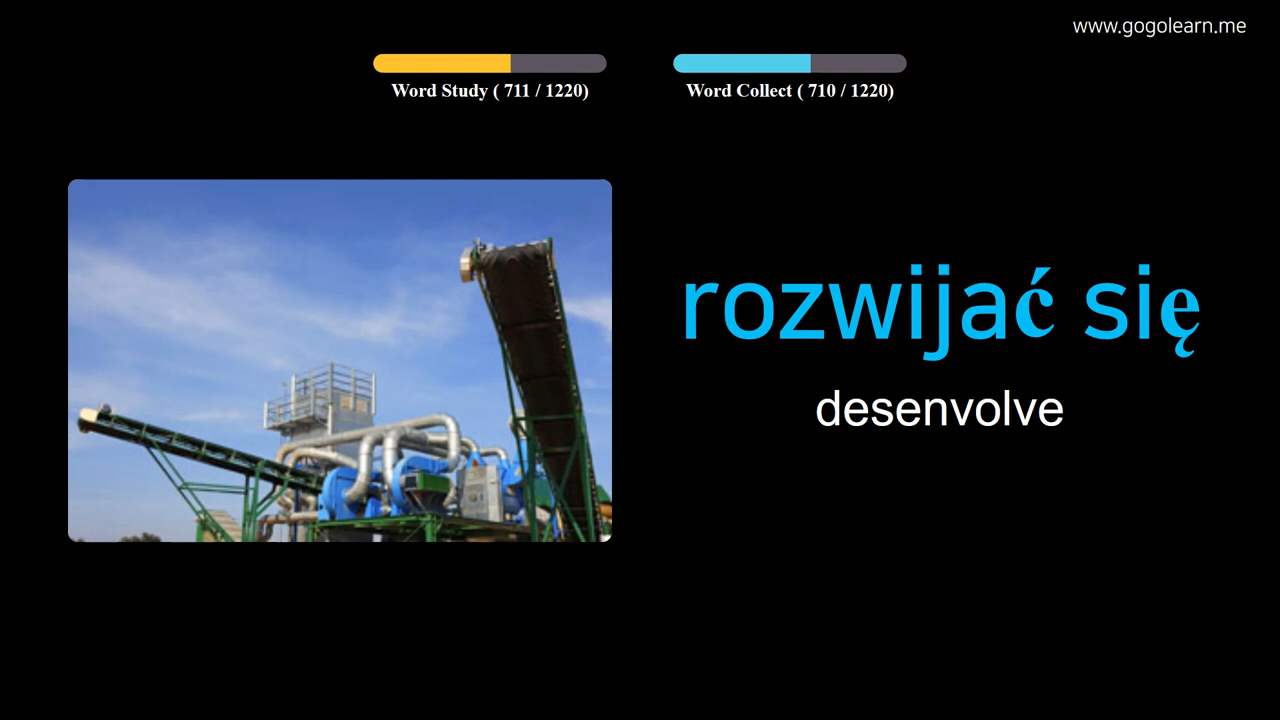 www.gogolearn.me
Word Study ( 711 / 1220)
Word Collect ( 710 / 1220)
rozwijać się
desenvolve